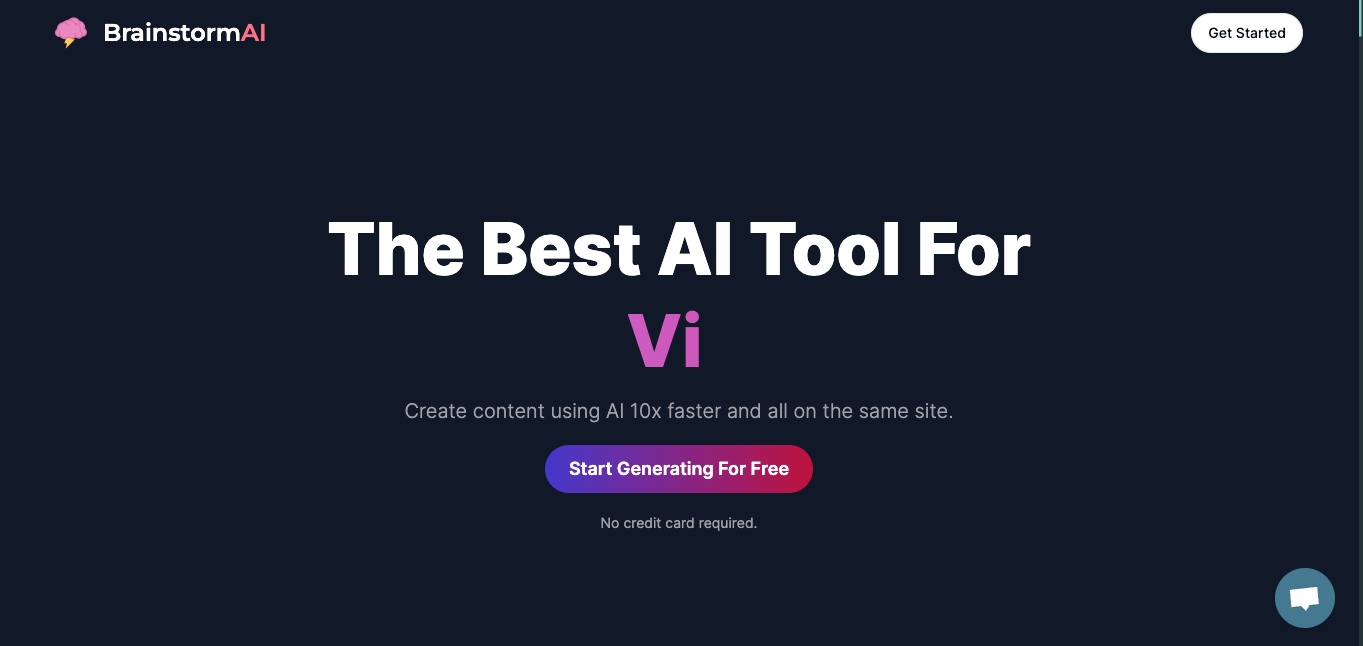 BrainstormAI
Get Started
The Best AI Tool For
Vi
Create content using AI 10x faster and all on the same site.
Start Generating For Free
No credit card required.